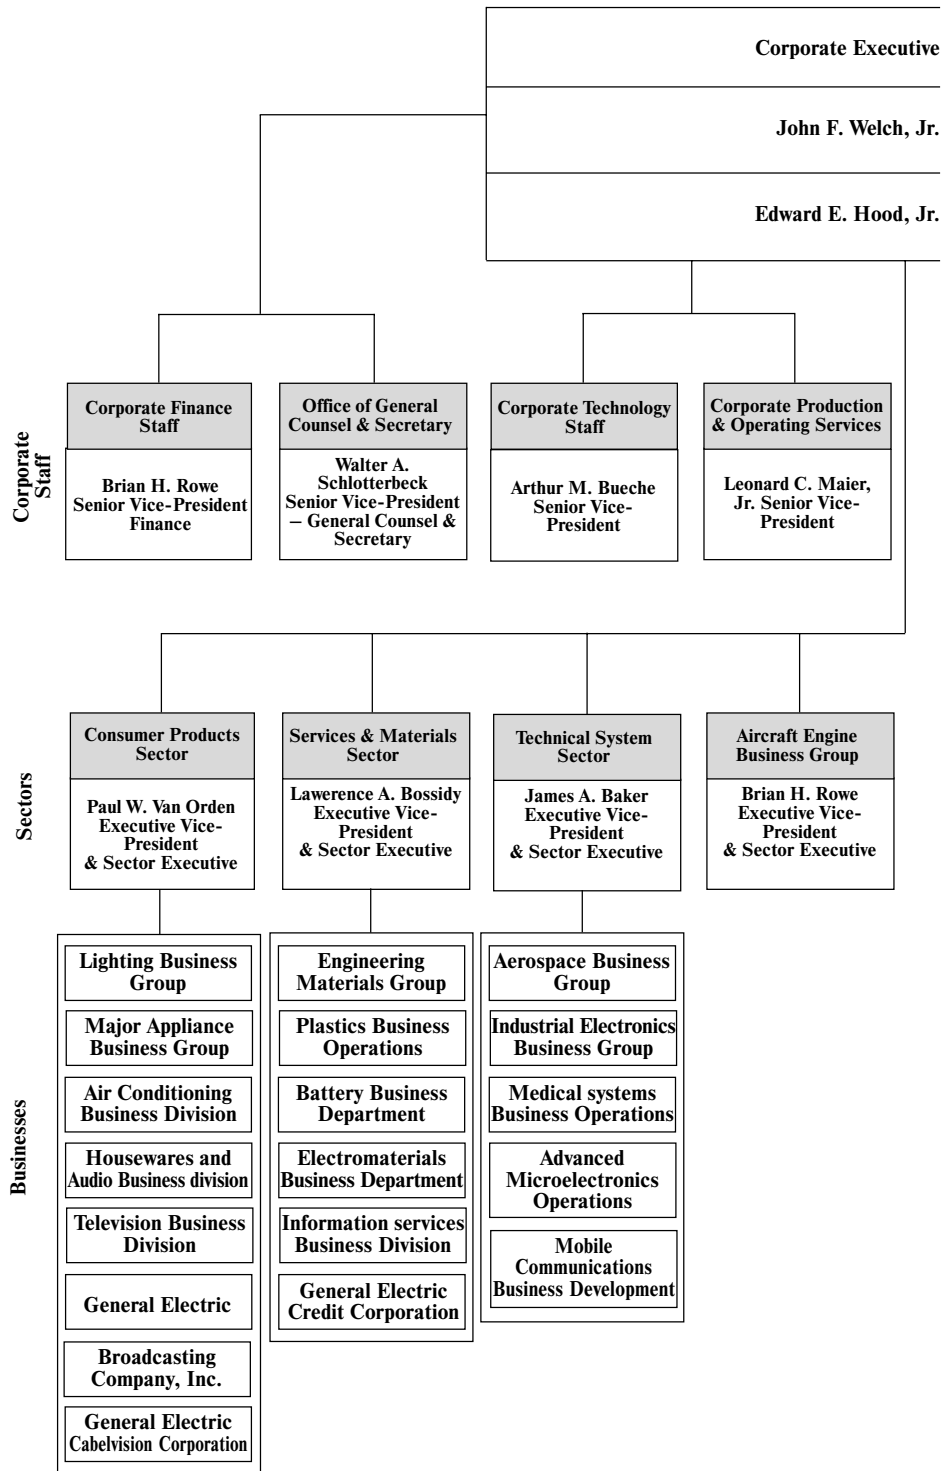 Corporate Executive
John F. Welch, Jr.
Edward E. Hood, Jr.
Corporate
Staff
Corporate Finance
Staff
Brian H. Rowe
Senior Vice-President
Finance
Office of General
Counsel & Secretary
Walter A.
Schlotterbeck
Senior Vice-President
– General Counsel &
Secretary
Corporate Technology
Staff
Arthur M. Bueche
Senior Vice-
President
Corporate Production
& Operating Services
Leonard C. Maier,
Jr. Senior Vice-
President
Sectors
Consumer Products
Sector
Paul W. Van Orden
Executive Vice-
President
& Sector Executive
Services & Materials
Sector
Lawerence A. Bossidy
Executive Vice-
President
& Sector Executive
Technical System
Sector
James A. Baker
Executive Vice-
President
& Sector Executive
Aircraft Engine
Business Group
Brian H. Rowe
Executive Vice-
President
& Sector Executive
Businesses
Lighting Business
Group
Major Appliance
Business Group
Air Conditioning
Business Division
Housewares and
Audio Business division
Television Business
Division
General Electric
Broadcasting
Company, Inc.
General Electric
Cabelvision Corporation
Engineering
Materials Group
Plastics Business
Operations
Battery Business
Department
Electromaterials
Business Department
Information services
Business Division
General Electric
Credit Corporation
Aerospace Business
Group
Industrial Electronics
Business Group
Medical systems
Business Operations
Advanced
Microelectronics
Operations
Mobile
Communications
Business Development